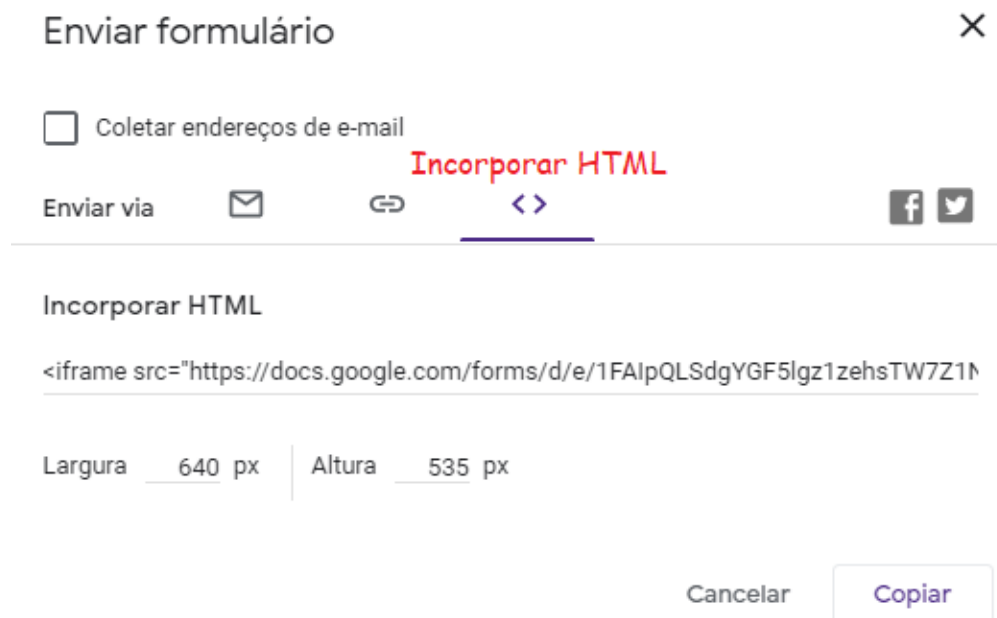 Enviar formulário
Coletar endereços de e-mail
Incorporar HTML
Enviar via
Incorporar HTML
<iframe src="https://docs.google.com/forms/d/e/1FAIpQLSdgYGF5lgz1zehsTW7Z1N
Largura 640 px Altura 535 px
Cancelar Copiar